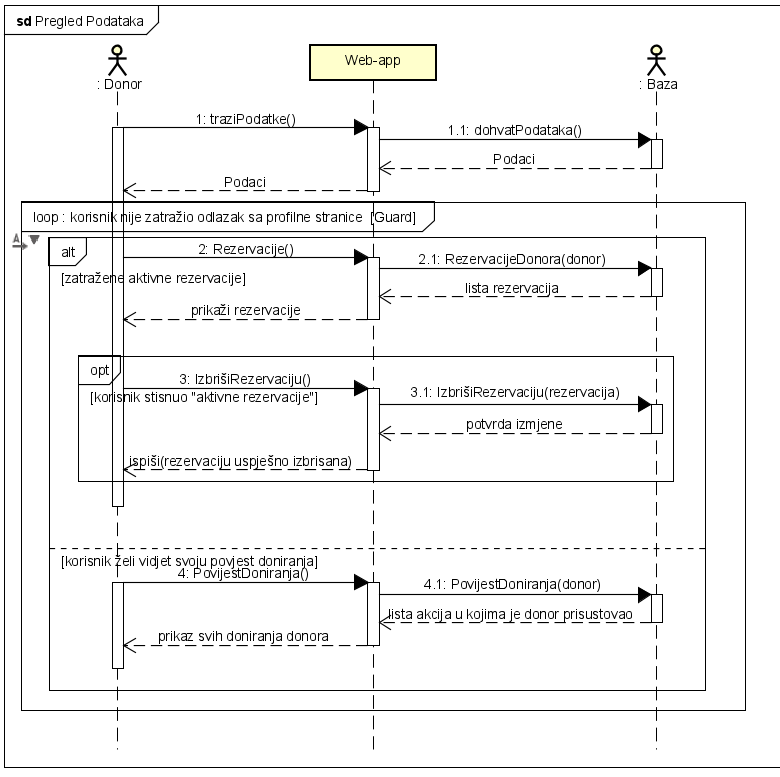 sd Pregled Podataka
: Donor
Web-app
: Baza
1: traziPodatke()
1.1: dohvatPodataka()
Podaci
Podaci
loop : korisnik nije zatražio odlazak sa profilne stranice [Guard]
A
alt
2: Rezervacije()
2.1: RezervacijeDonora(donor)
[zatražene aktivne rezervacije]
lista rezervacija
prikaži rezervacije
opt
3: IzbrišiRezervaciju()
3.1: IzbrišiRezervaciju(rezervacija)
[korisnik stisnuo "aktivne rezervacije"]
potvrda izmjene
ispiši(rezervaciju uspješno izbrisana)
[korisnik želi vidjet svoju povjest doniranja]
4: PovijestDoniranja()
4.1: PovijestDoniranja(donor)
lista akcija u kojima je donor prisustovao
prikaz svih doniranja donora